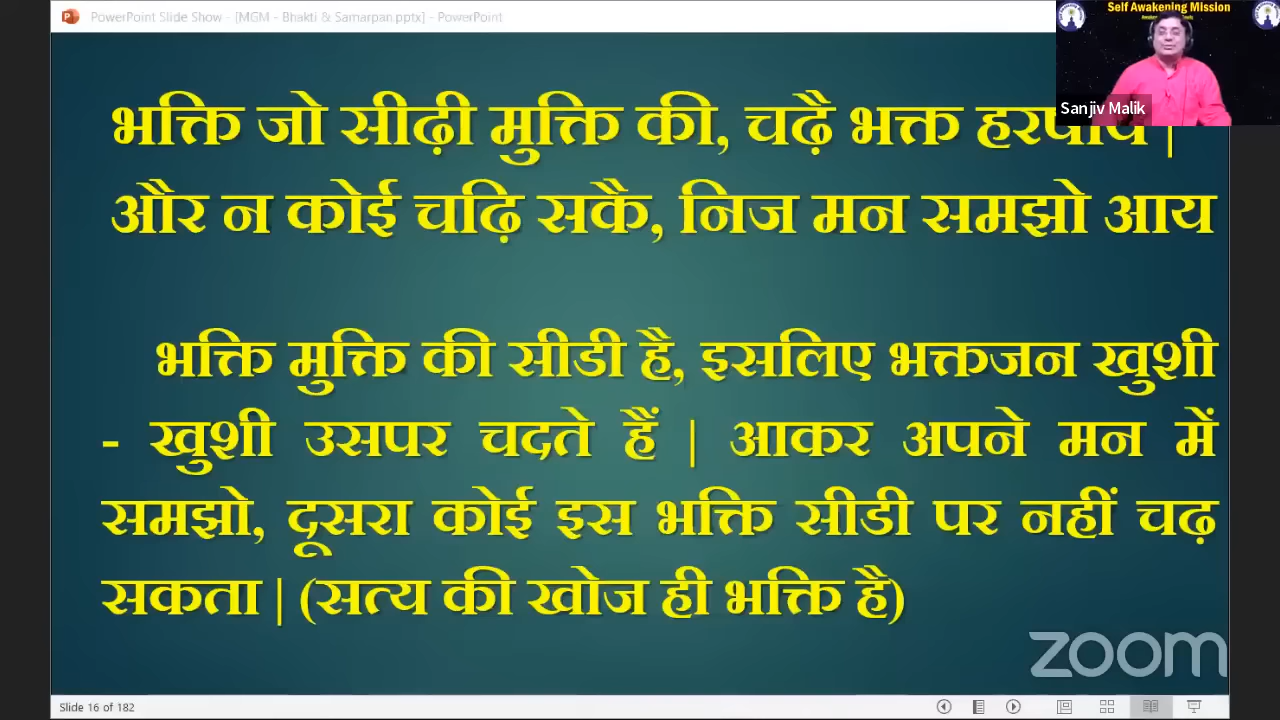 PowerPoint Slide Show - [MGM - Bhakti & Samarpan.pptx] - PowerPoint
Self Awakening Mission
Sanjiv Malik
भक्ति जो सीढ़ी मुक्ति की, चढ़ै भक्त हरषाय |
और न कोई चढ़ि सकै, निज मन समझो आय
भक्ति मुक्ति की सीडी है, इसलिए भक्तजन खुशी
- खुशी उसपर चदते हैं | आकर अपने मन में
समझो, दूसरा कोई इस भक्ति सीडी पर नहीं चढ़
सकता | (सत्य की खोज ही भक्ति है)
zoom
Slide 16 of 182